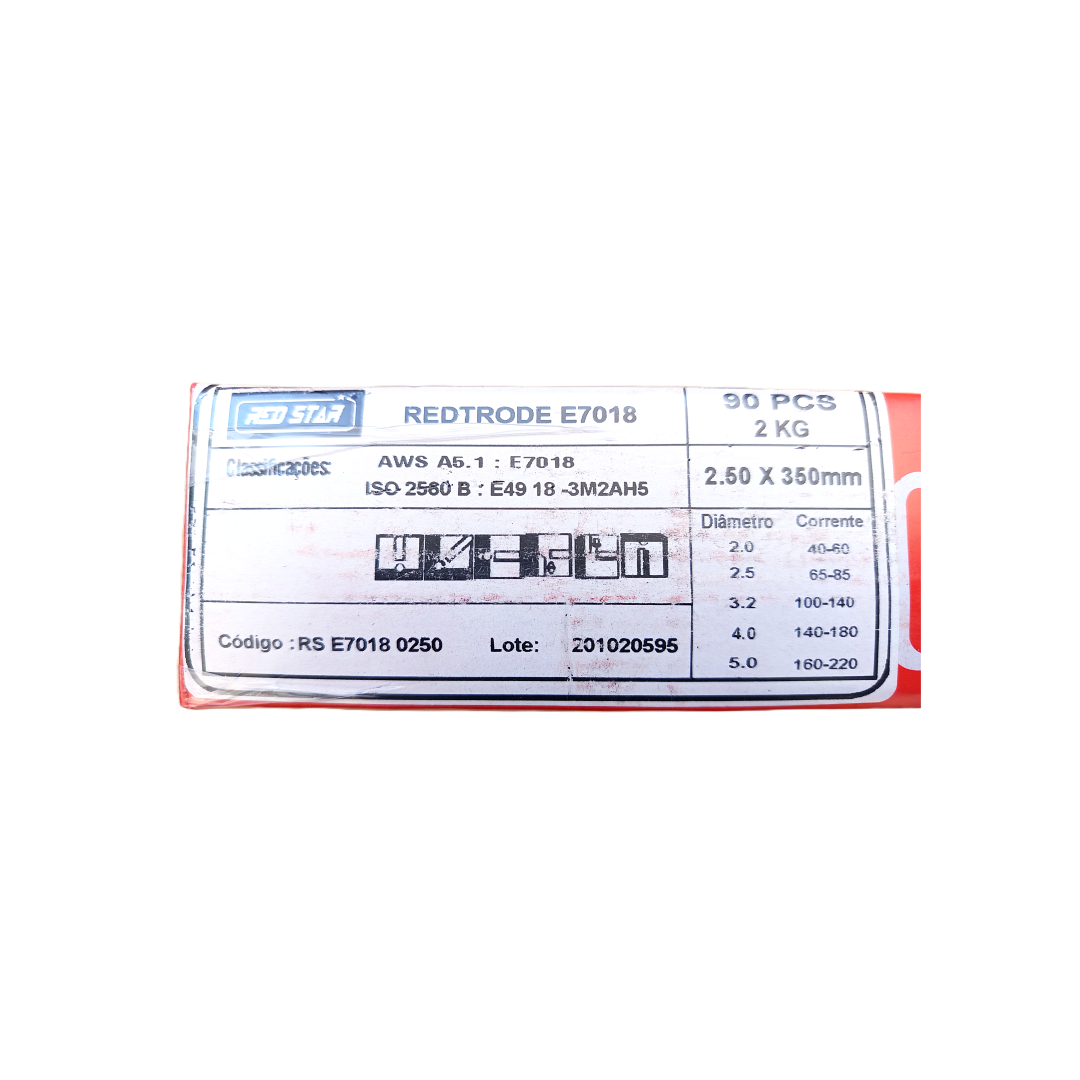 RED STAR
REDTRODE E7018
90 PCS
2 KG
Classificações:
AWS A5.1 : E7018
ISO 2560 B : E49 18 -3M2AH5
2.50 X 350mm
Diâmetro Corrente
2.0 40-60
2.5 65-85
3.2 100-140
4.0 140-180
5.0 160-220
Código : RS E7018 0250 Lote: 201020595